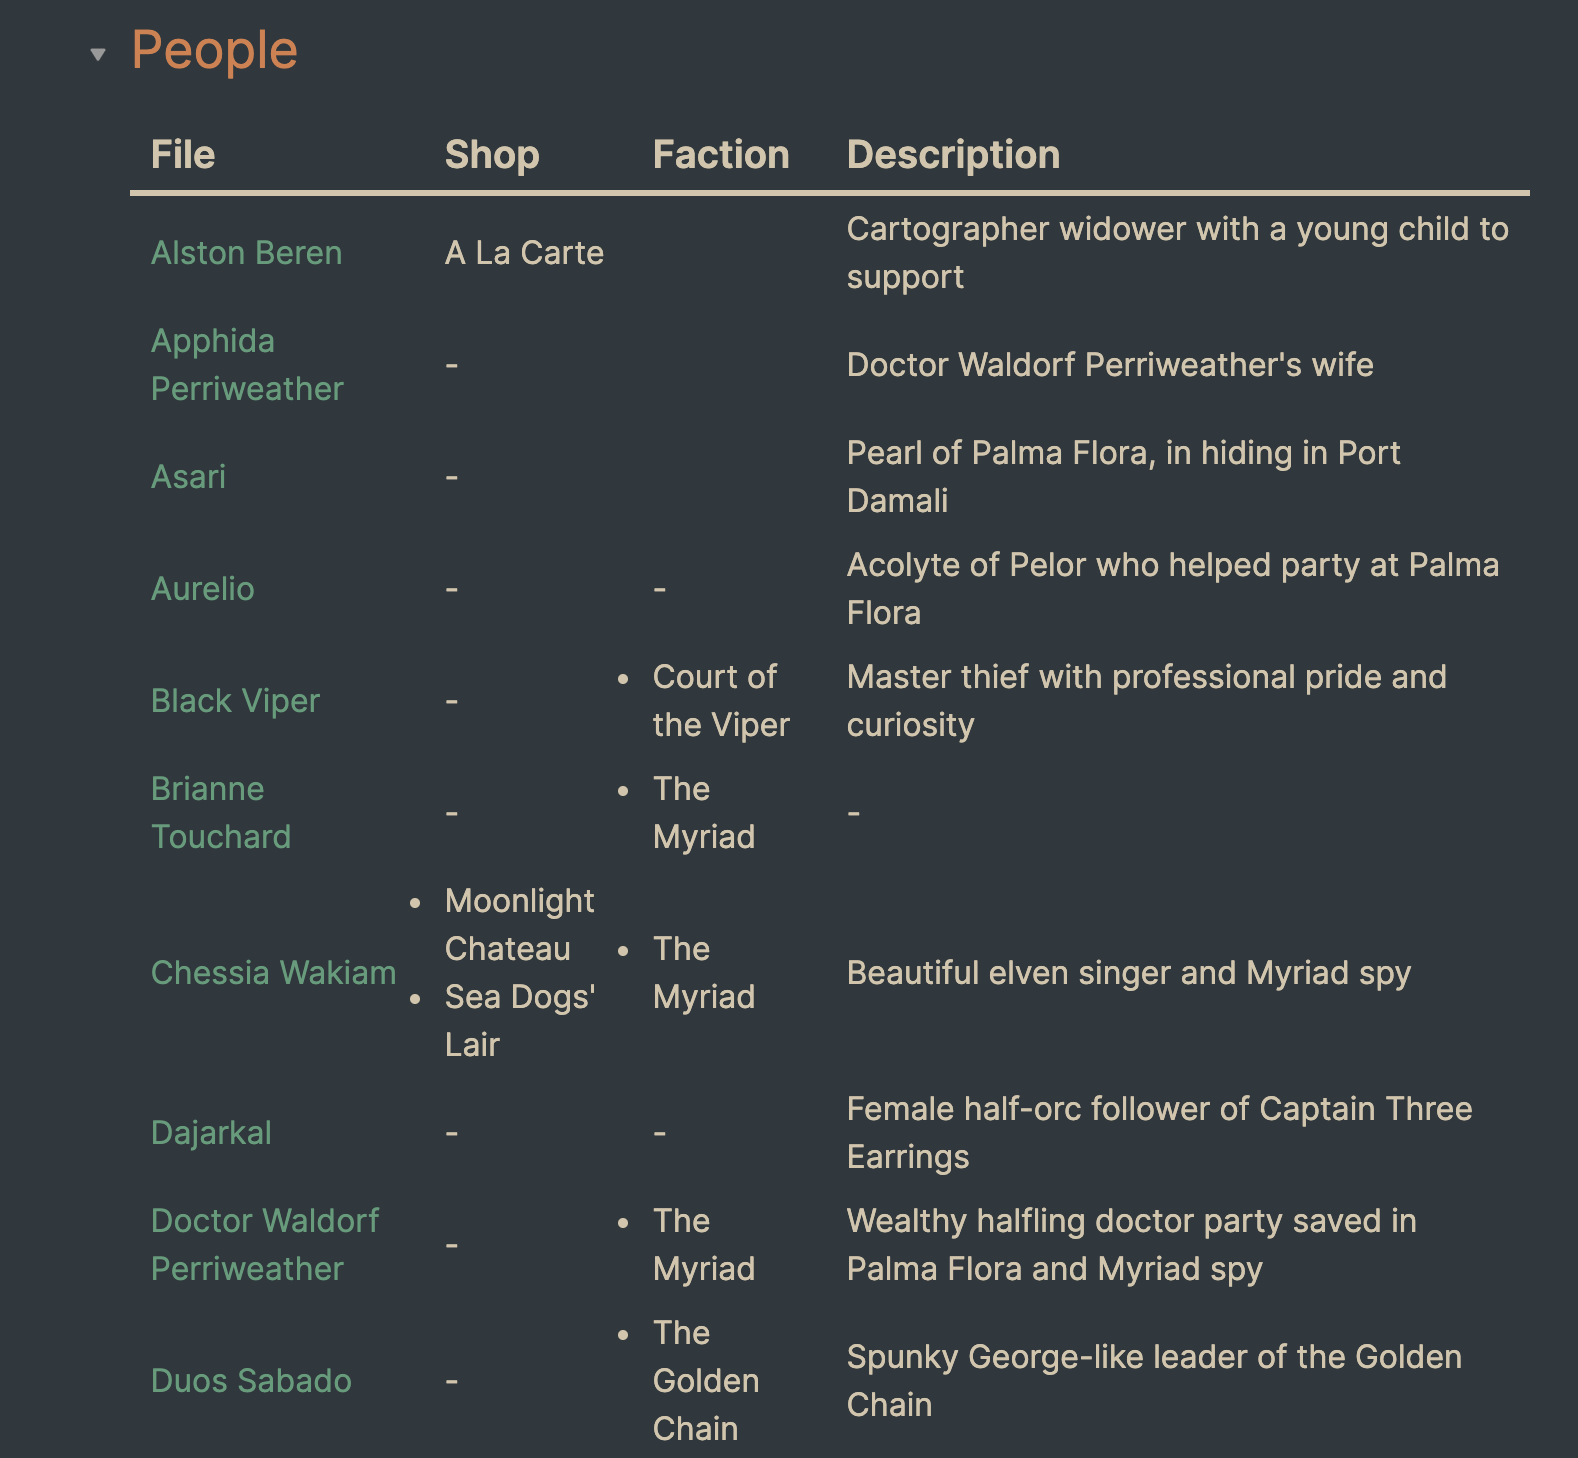 People
File Shop Faction Description
Alston Beren A La Carte Cartographer widower with a young child to
support
Apphida
Perriweather - Doctor Waldorf Perriweather's wife
Asari - Pearl of Palma Flora, in hiding in Port
Damali
Aurelio - - Acolyte of Pelor who helped party at Palma
Flora
Black Viper - • Court of
the Viper Master thief with professional pride and
curiosity
Brianne
Touchard - • The
Myriad -
Chessia Wakiam • Moonlight
Chateau
• Sea Dogs'
Lair • The
Myriad Beautiful elven singer and Myriad spy
Dajarkal - - Female half-orc follower of Captain Three
Earrings
Doctor Waldorf
Perriweather - • The
Myriad Wealthy halfling doctor party saved in
Palma Flora and Myriad spy
Duos Sabado - • The
Golden
Chain Spunky George-like leader of the Golden
Chain